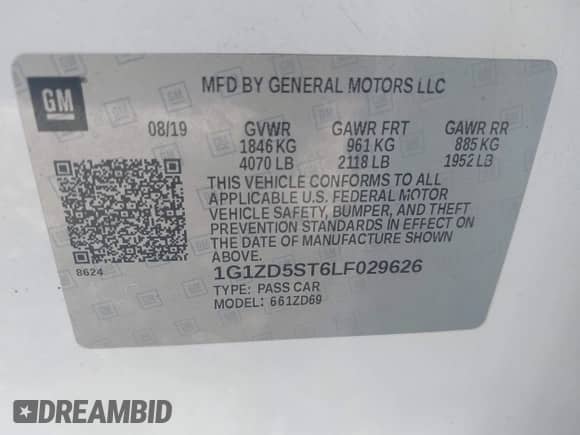 GM
MFD BY GENERAL MOTORS LLC
08/19 GVWR GAWR FRT GAWR RR
1846 KG 961 KG 885 KG
4070 LB 2118 LB 1952 LB
THIS VEHICLE CONFORMS TO ALL
APPLICABLE U.S. FEDERAL MOTOR
VEHICLE SAFETY, BUMPER, AND THEFT
PREVENTION STANDARDS IN EFFECT ON
THE DATE OF MANUFACTURE SHOWN
ABOVE.
8624
1G1ZD5ST6LF029626
TYPE: PASS CAR
MODEL: 661ZD69
DREAMBID